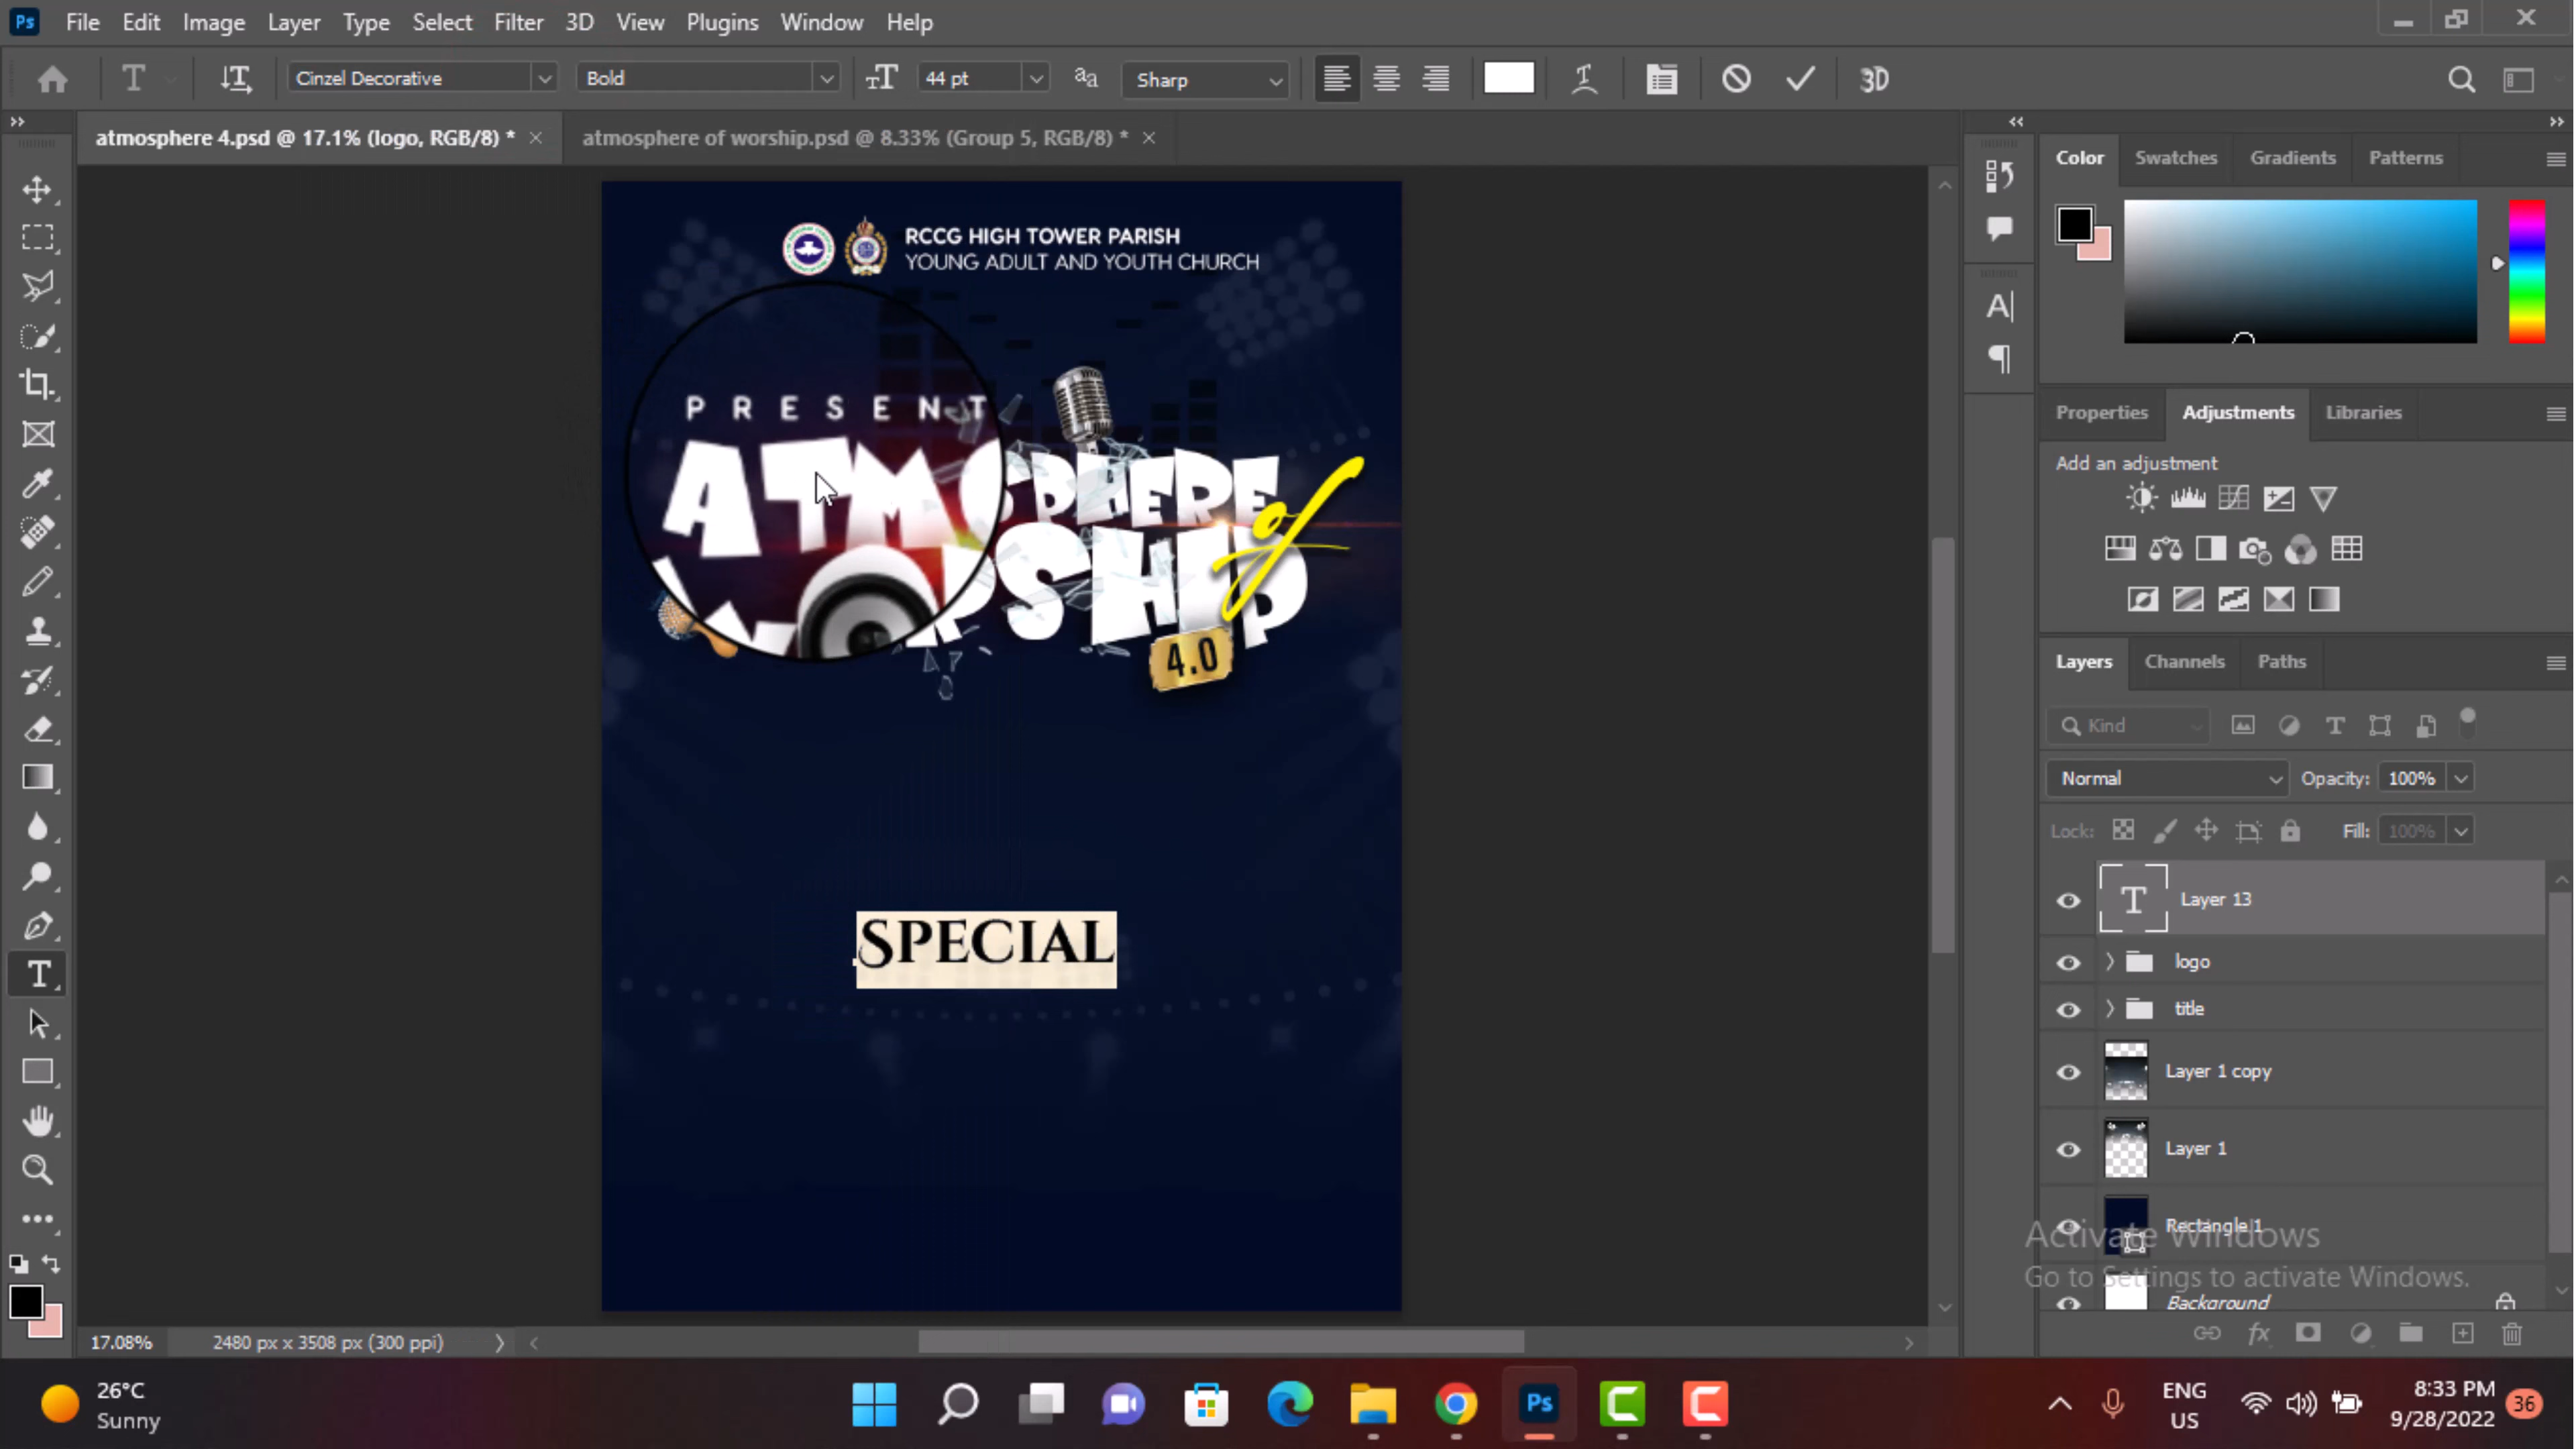 Ps File Edit Image Layer Type Select Filter 3D View Plugins Window Help
T Cinzel Decorative Bold 44 pt aa Sharp 3D
atmosphere 4.psd @ 17.1% (logo, RGB/8) * × atmosphere of worship.psd @ 8.33% (Group 5, RGB/8) * ×
RCCG HIGH TOWER PARISH
YOUNG ADULT AND YOUTH CHURCH
PRESENT
ATMOSPHERE
of
WORSHIP
4.0
SPECIAL
Color Swatches Gradients Patterns
Properties Adjustments Libraries
Add an adjustment
Layers Channels Paths
Kind
Normal Opacity: 100%
Lock: Fill: 100%
T Layer 13
logo
title
Layer 1 copy
Layer 1
Rectangle 1
Background
Activate Windows
Go to Settings to activate Windows.
17.08% 2480 px x 3508 px (300 ppi)
26°C
Sunny
Ps
ENG
US
8:33 PM
9/28/2022
36